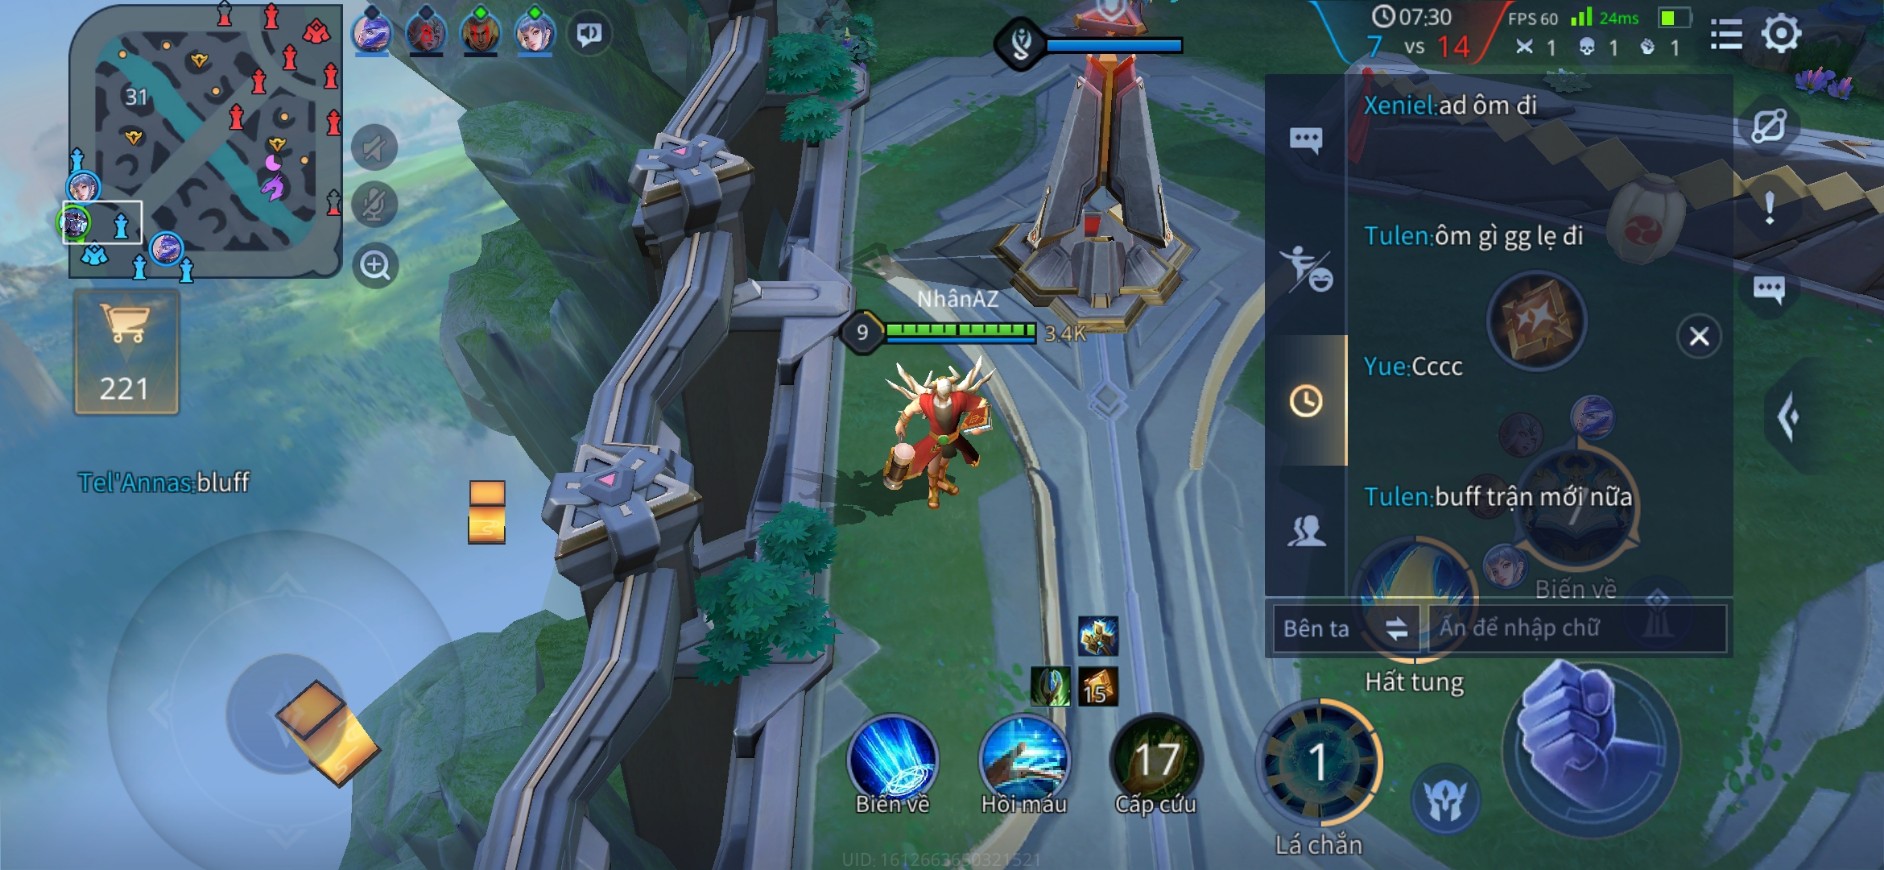 07:30
FPS 60
24ms
7 vs 14
1
1
1
31
Xeniel:ad ôm đi
Tulen:ôm gì gg lẹ đi
NhânAZ
9
3.4K
Yue:Cccc
221
Tel'Annas:bluff
Tulen:buff trận mới nữa
7
Biến về
Bên ta
Ấn để nhập chữ
Hất tung
15
17
1
Biến về
Hồi máu
Cấp cứu
Lá chắn
UID: 1612663630321521